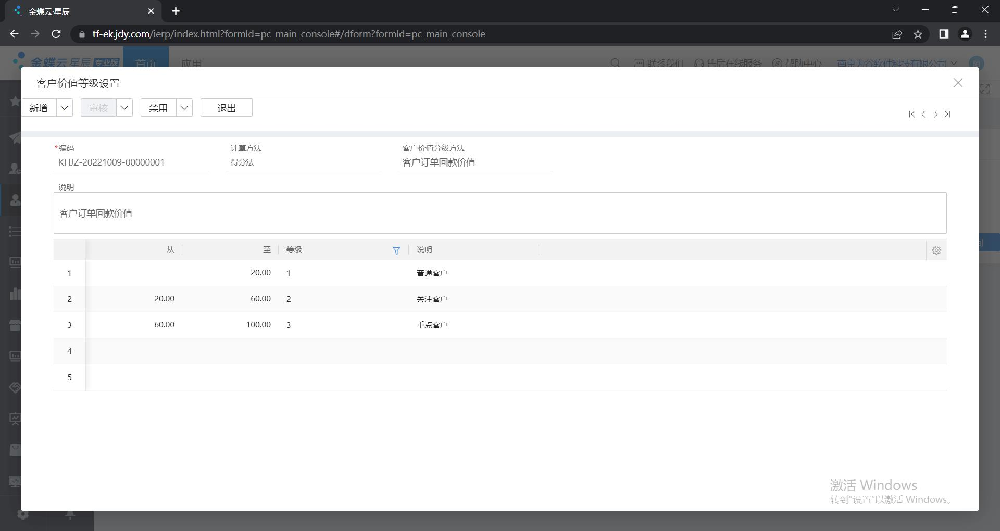 金蝶云·星辰
tf-ek.jdy.com/ierp/index.html?formId=pc_main_console#/dform?formId=pc_main_console
金蝶云 星辰 专业版 首页 应用 联系我们 售后在线服务 帮助中心 南京为谷软件科技有限公司
客户价值等级设置
新增 审核 禁用 退出
*编码 计算方法 客户价值分级方法
KHJZ-20221009-00000001 得分法 客户订单回款价值
说明
客户订单回款价值
从 至 等级 说明
1 20.00 1 普通客户
2 20.00 60.00 2 关注客户
3 60.00 100.00 3 重点客户
4
5
激活 Windows
转到"设置"以激活 Windows。